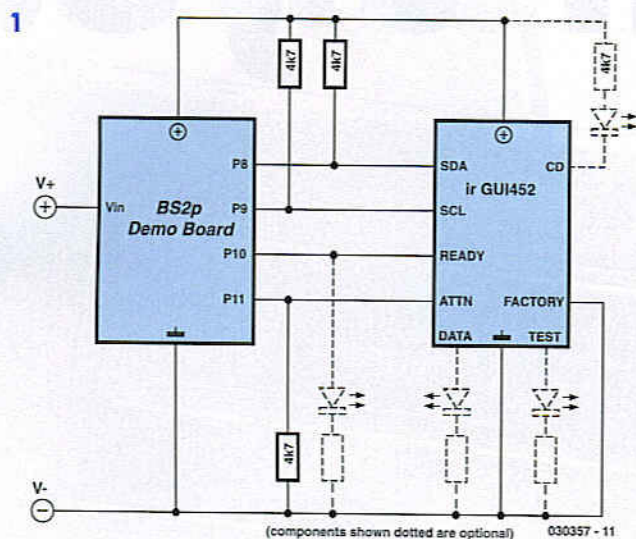 1
4k7
4k7
4k7
V+
Vin
BS2p
Demo Board
P8
P9
P10
P11
SDA
SCL
READY
ATTN
DATA
ir GUI452
CD
FACTORY
TEST
4k7
V-
(components shown dotted are optional)
030357 - 11